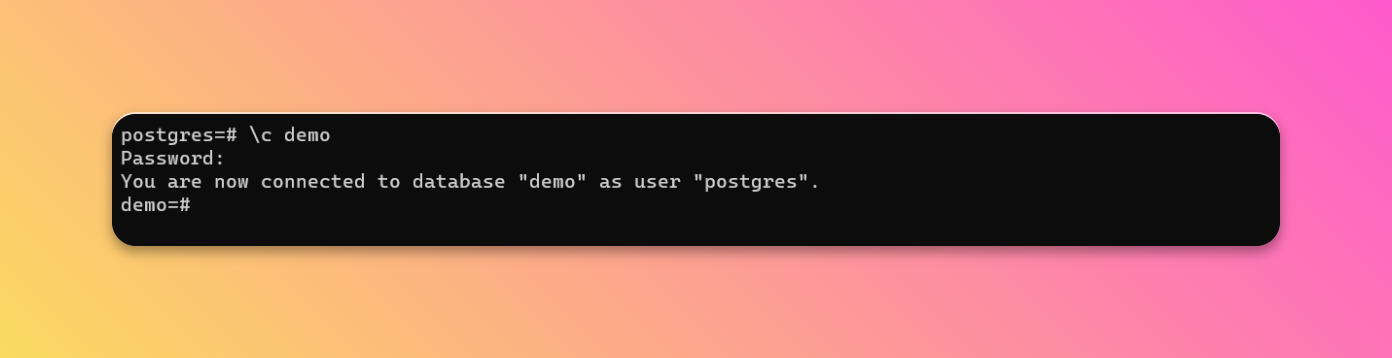 postgres=# \c demo
Password:
You are now connected to database "demo" as user "postgres".
demo=#